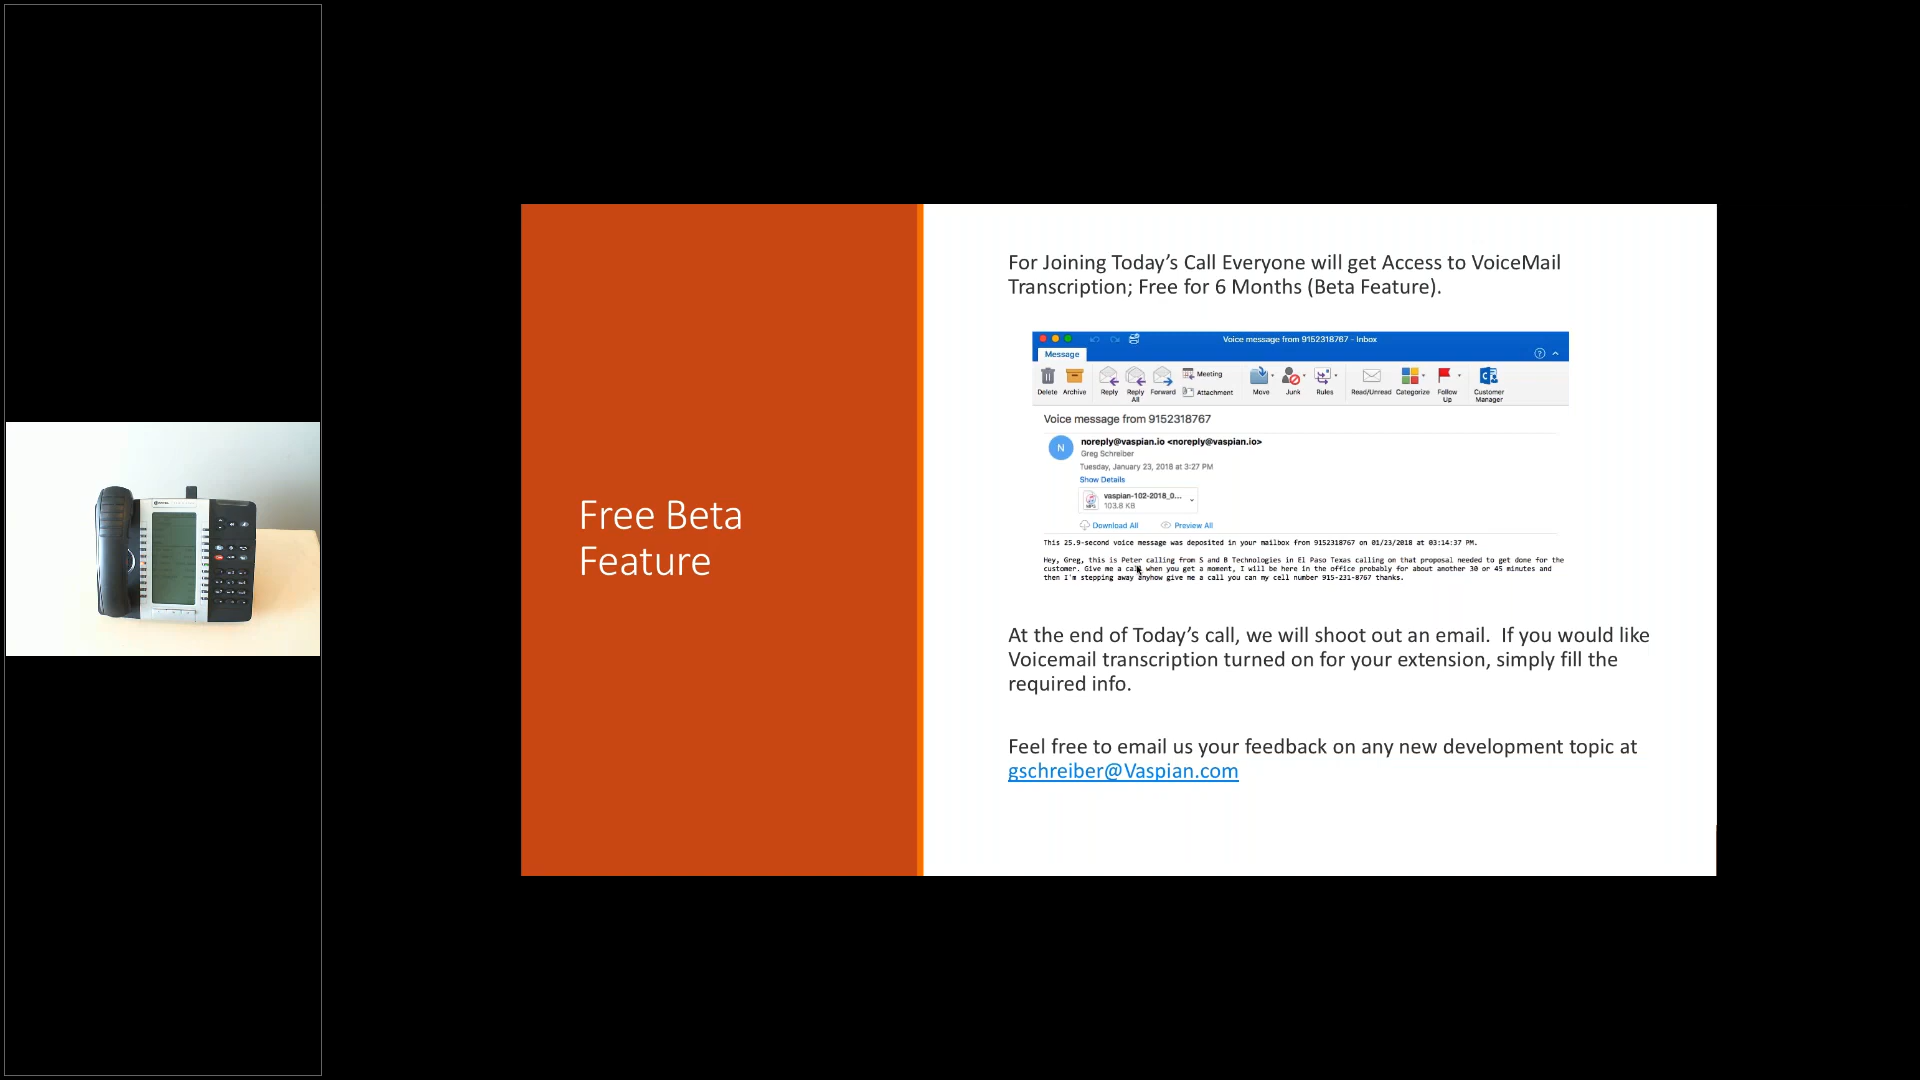 Free Beta
Feature
For Joining Today's Call Everyone will get Access to VoiceMail
Transcription; Free for 6 Months (Beta Feature).
Voice message from 9152318767 - Inbox
Message
Delete Archive Reply Reply All Forward Meeting Attachment Move Junk Rules Read/Unread Categorize Follow Up Customer Manager
Voice message from 9152318767
N
noreply@vaspian.io <noreply@vaspian.io>
Greg Schreiber
Tuesday, January 23, 2018 at 3:27 PM
Show Details
vaspian-102-2018_0...
103.8 KB
Download All Preview All
This 25.9-second voice message was deposited in your mailbox from 9152318767 on 01/23/2018 at 03:14:37 PM.
Hey, Greg, this is Peter calling from S and B Technologies in El Paso Texas calling on that proposal needed to get done for the
customer. Give me a call when you get a moment, I will be here in the office probably for about another 30 or 45 minutes and
then I'm stepping away anyhow give me a call you can my cell number 915-231-8767 thanks.
At the end of Today's call, we will shoot out an email.  If you would like
Voicemail transcription turned on for your extension, simply fill the
required info.
Feel free to email us your feedback on any new development topic at
gschreiber@Vaspian.com